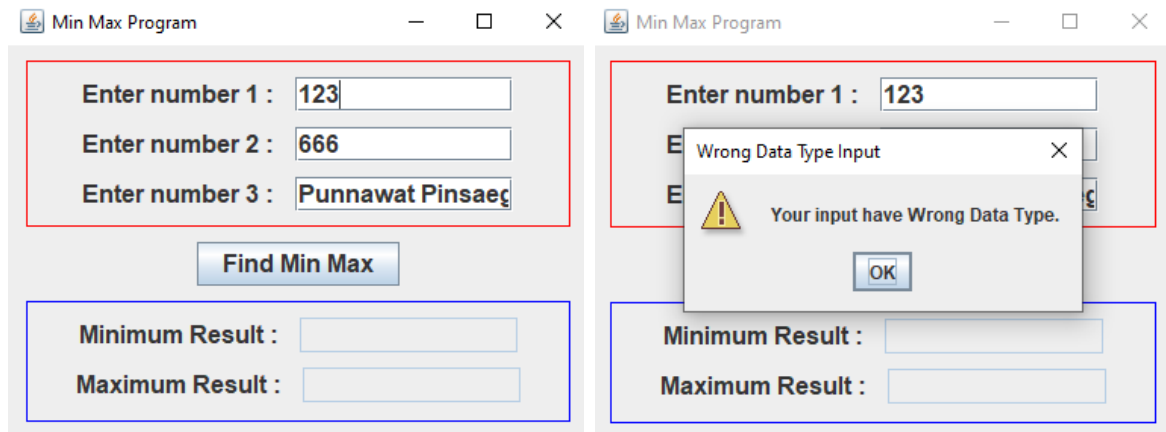 Min Max Program
Enter number 1 : 123
Enter number 2 : 666
Enter number 3 : Punnawat Pinsaeg
Find Min Max
Minimum Result :
Maximum Result :
Min Max Program
Enter number 1 : 123
E
E
Wrong Data Type Input
Your input have Wrong Data Type.
OK
Minimum Result :
Maximum Result :